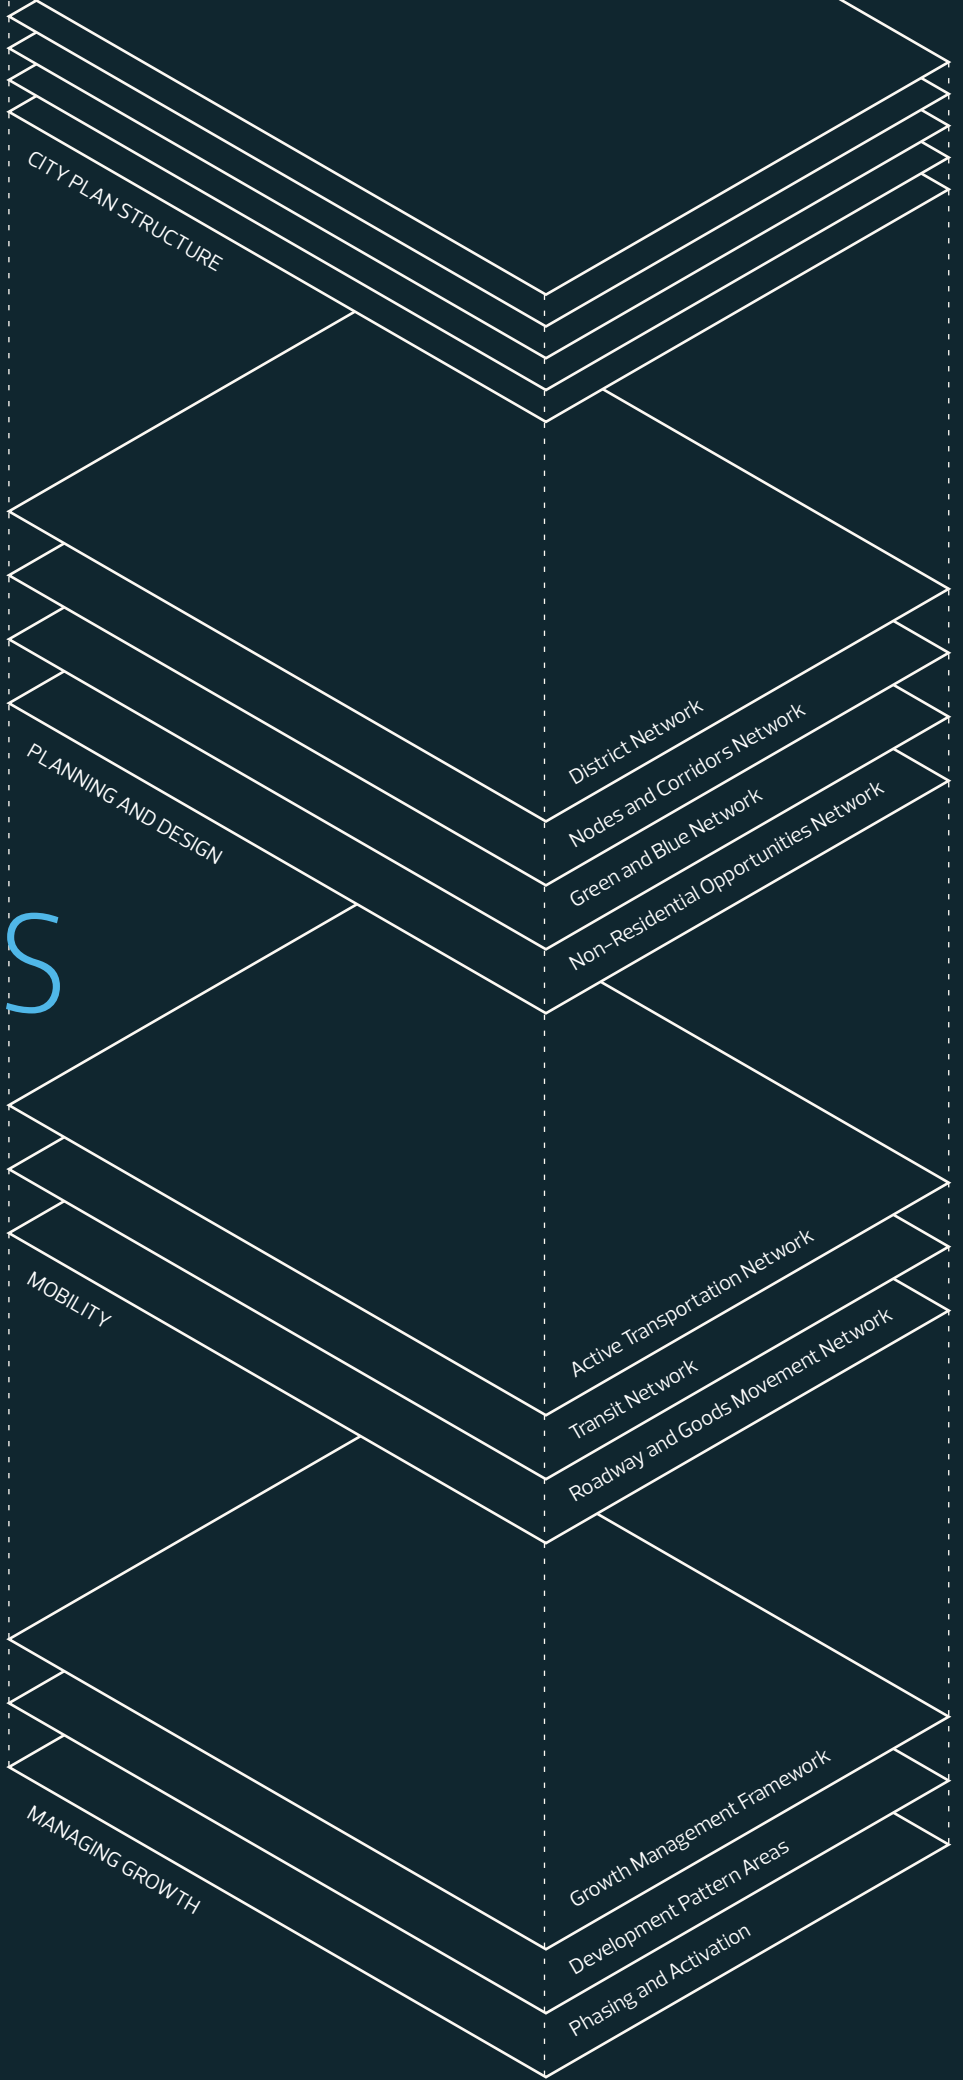 CITY PLAN STRUCTURE
District Network
Nodes and Corridors Network
Green and Blue Network
Non-Residential Opportunities Network
PLANNING AND DESIGN
S
Active Transportation Network
Transit Network
Roadway and Goods Movement Network
MOBILITY
Growth Management Framework
Development Pattern Areas
Phasing and Activation
MANAGING GROWTH